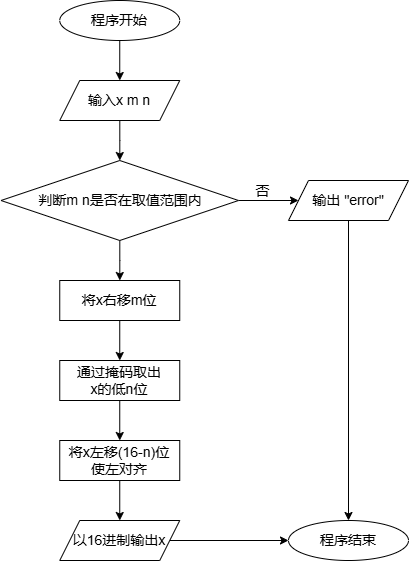 程序开始
输入x m n
判断m n是否在取值范围内
否
输出 "error"
将x右移m位
通过掩码取出
x的低n位
将x左移(16-n)位
使左对齐
以16进制输出x
程序结束